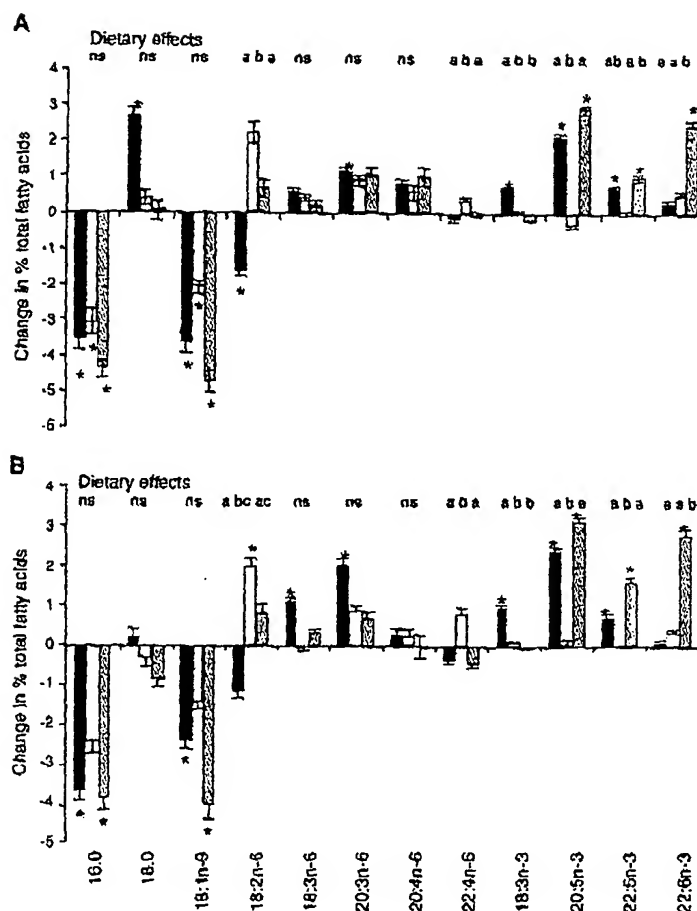 A
Dietary effects
ns ns ns a b a ns ns ns a b a a b b a b a ab a b a a b
4
3
2
1
0
-1
-2
-3
-4
-5
-6
Change in % total fatty acids
B
Dietary effects
ns ns ns a bc ac ns ns ns a b a a b b a b a a b a a a b
4
3
2
1
0
-1
-2
-3
-4
-5
Change in % total fatty acids
16.0
18.0
18:1n-9
18:2n-6
18:3n-6
20:3n-6
20:4n-6
22:4n-6
18:3n-3
20:5n-3
22:5n-3
22:6n-3